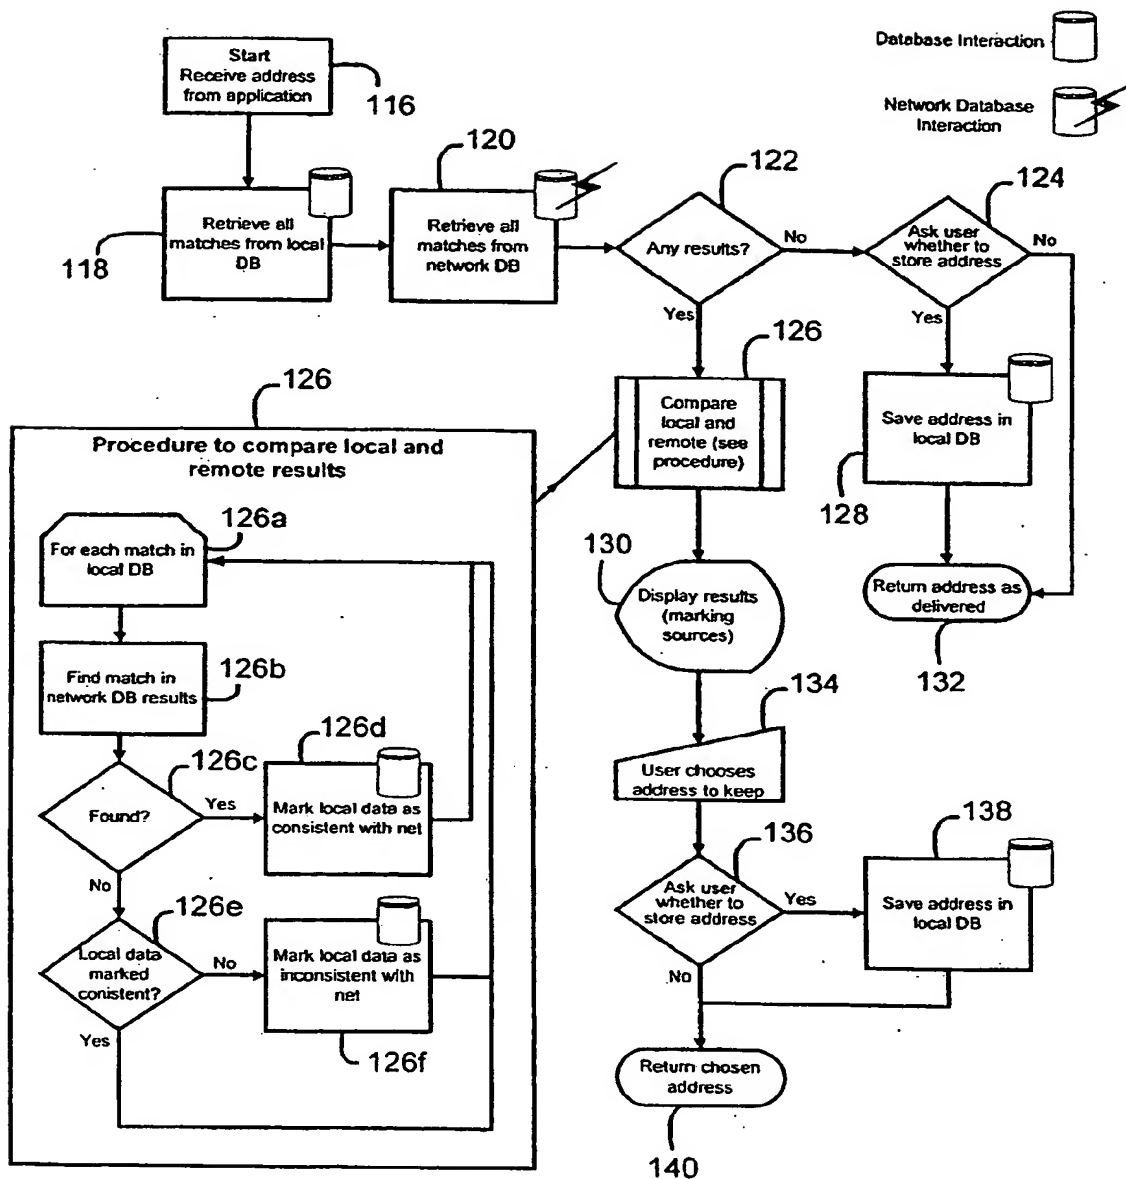 Database Interaction
Network Database
Interaction
Start
Receive address
from application
116
Retrieve all
matches from local
DB
118
120
Retrieve all
matches from
network DB
122
Any results?
No
Yes
124
Ask user
whether to
store address
No
Yes
126
Compare
local and
remote (see
procedure)
Save address in
local DB
128
Return address as
delivered
132
130
Display results
(marking
sources)
134
User chooses
address to keep
136
Ask user
whether to
store address
Yes
No
138
Save address in
local DB
Return chosen
address
140
126
Procedure to compare local and
remote results
126a
For each match in
local DB
126b
Find match in
network DB results
126c
Found?
Yes
No
126d
Mark local data as
consistent with net
126e
Local data
marked
conistent?
No
Yes
Mark local data as
inconsistent with
net
126f